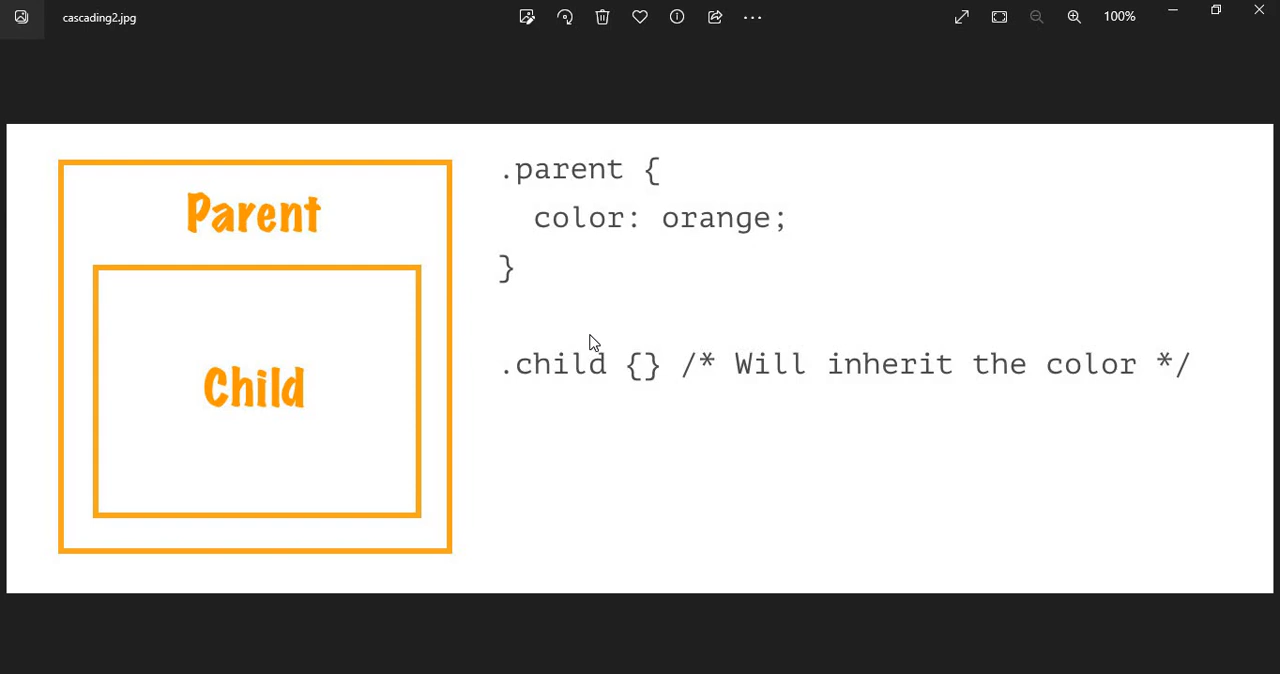 cascading2.jpg
100%
Parent
Child
.parent {
color: orange;
}
.child {} /* Will inherit the color */